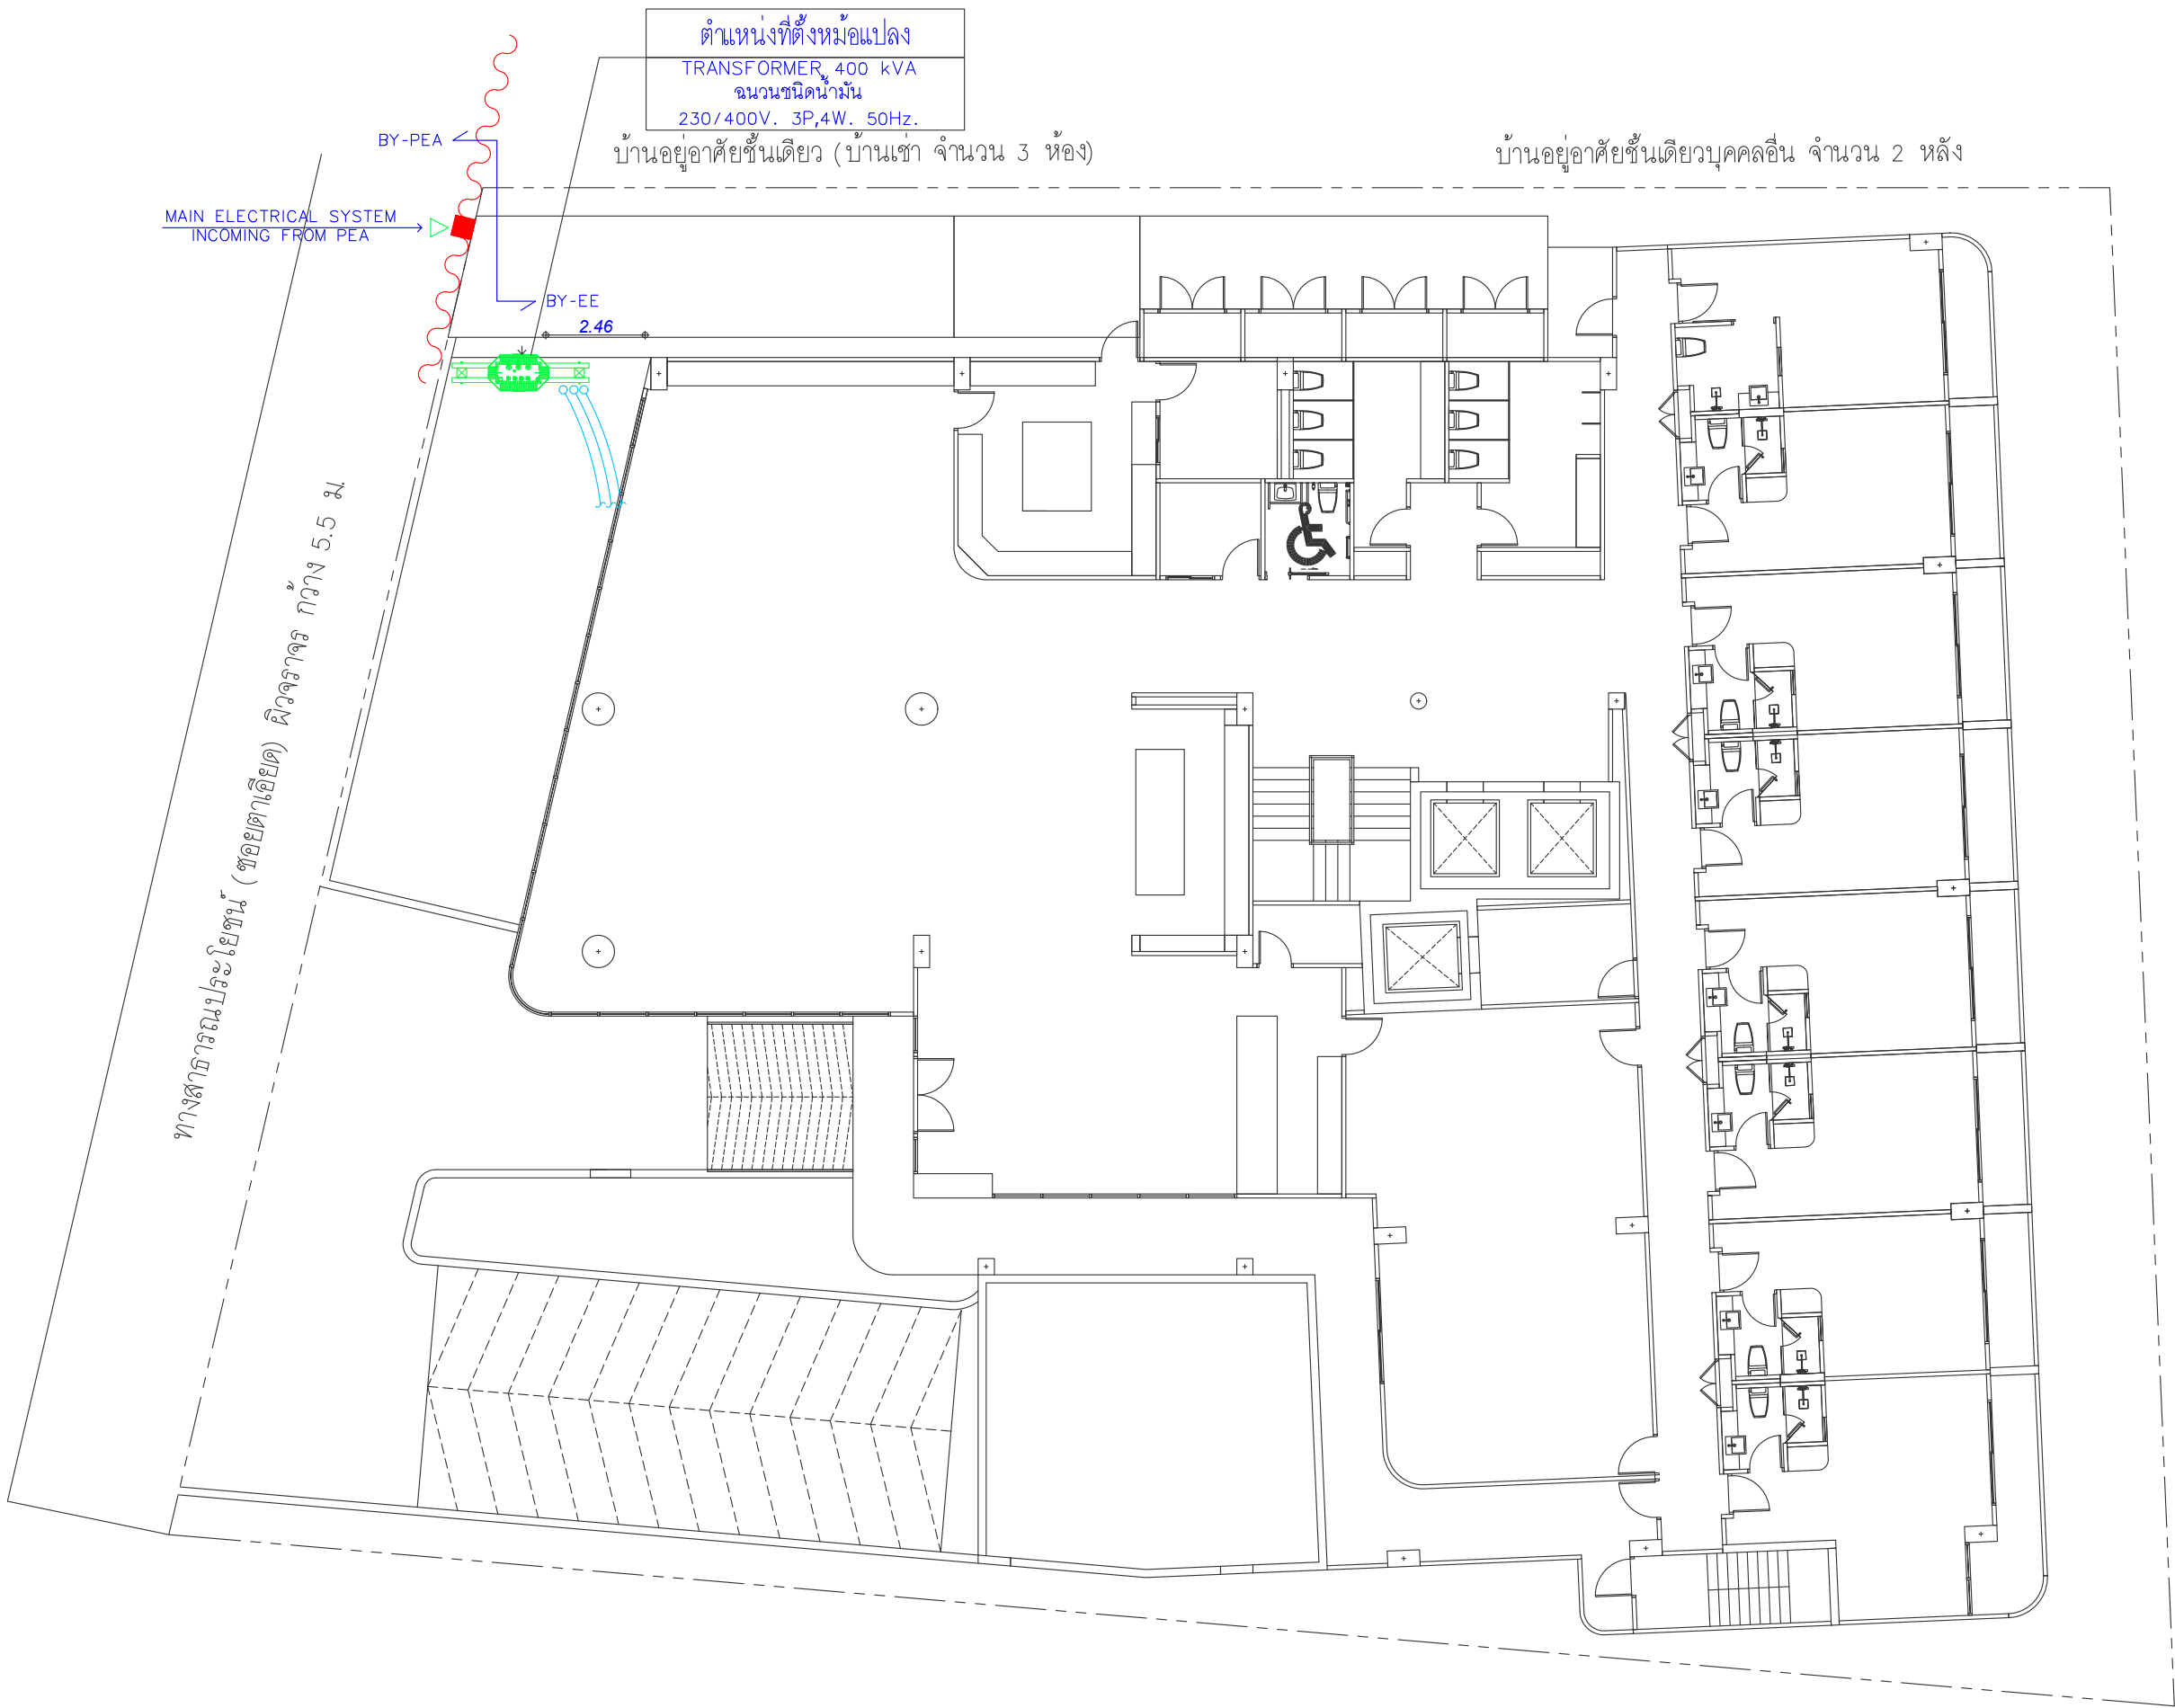 ตำแหน่งที่ตั้งหม้อแปลง
TRANSFORMER 400 kVA
ฉนวนชนิดน้ำมัน
230/400V. 3P,4W. 50Hz.
BY-PEA
บ้านอยู่อาศัยชั้นเดียว (บ้านเช่า จำนวน 3 ห้อง)
บ้านอยู่อาศัยชั้นเดียวบุคคลอื่น จำนวน 2 หลัง
MAIN ELECTRICAL SYSTEM
INCOMING FROM PEA
BY-EE
2.46
ทางสาธารณประโยชน์ (ซอยตาเอียด) ผิวจราจร กว้าง 5.5 ม.